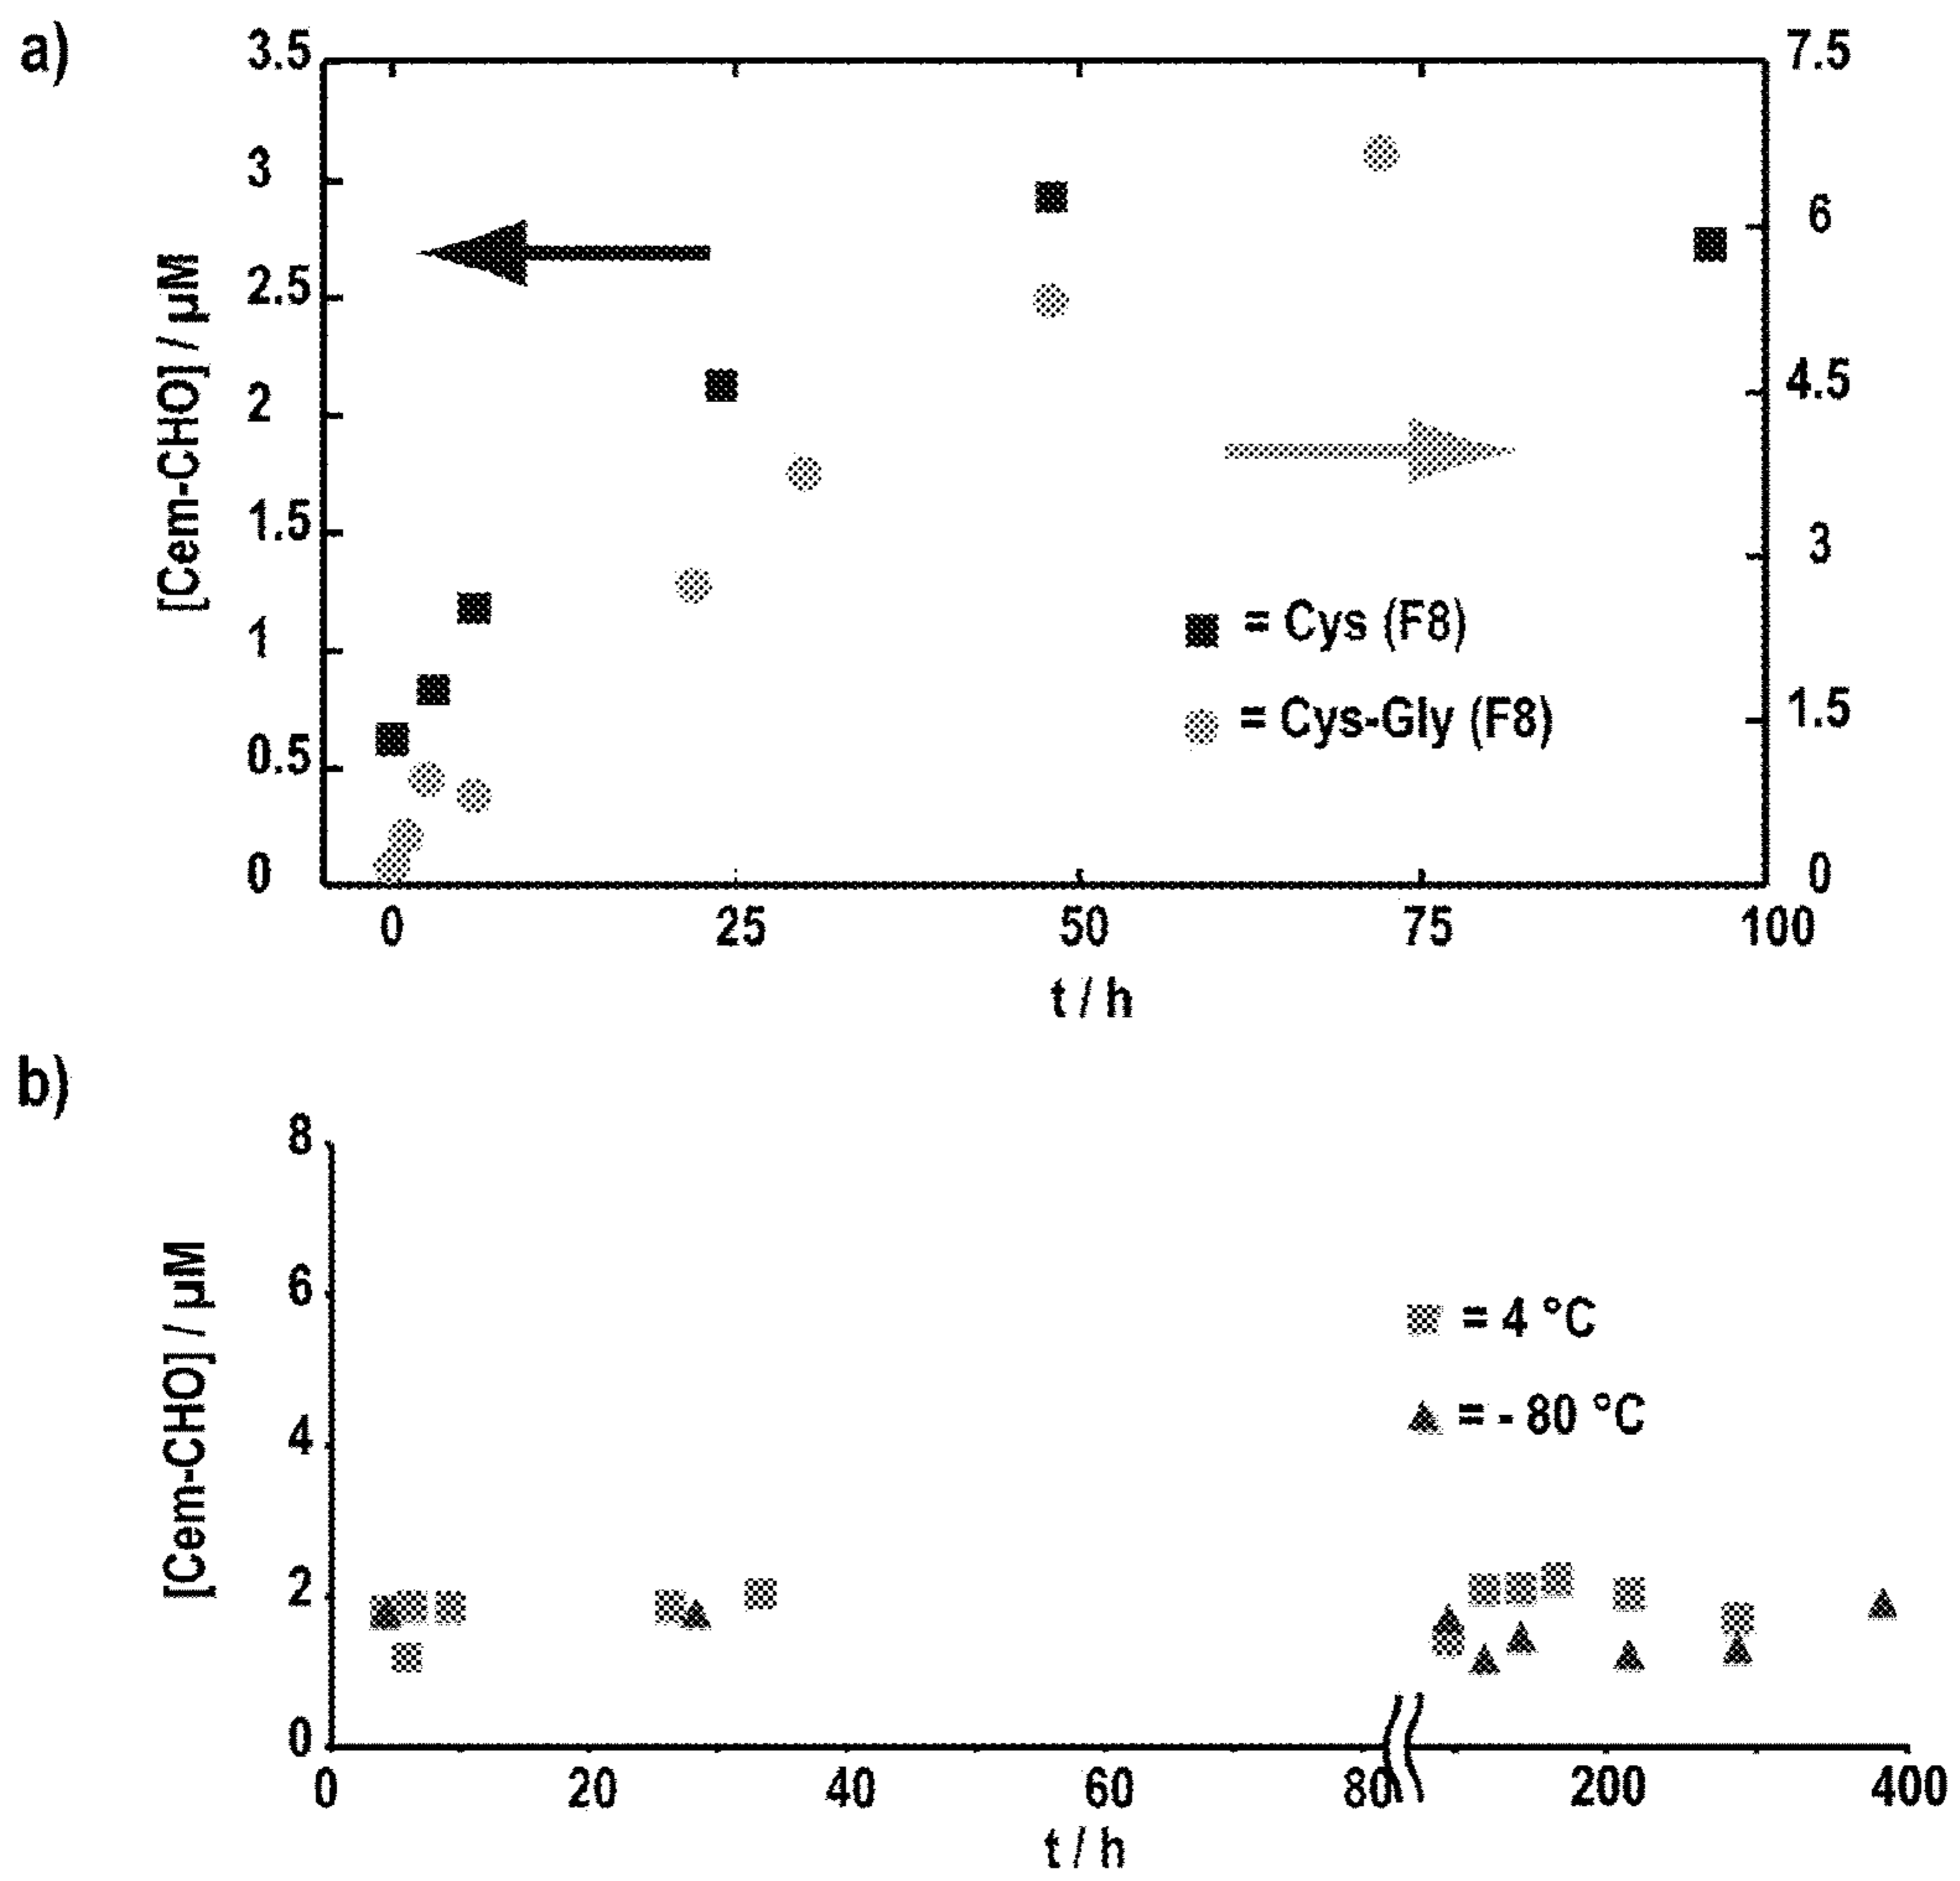 a)
3.5
3
2.5
2
1.5
1
0.5
0
[Cem-CHO] / µM
7.5
6
4.5
3
1.5
0
= Cys (F8)
= Cys-Gly (F8)
0 25 50 75 100
t / h
b)
8
6
4
2
0
[Cem-CHO] / µM
= 4 °C
= - 80 °C
0 20 40 60 80 200 400
t / h